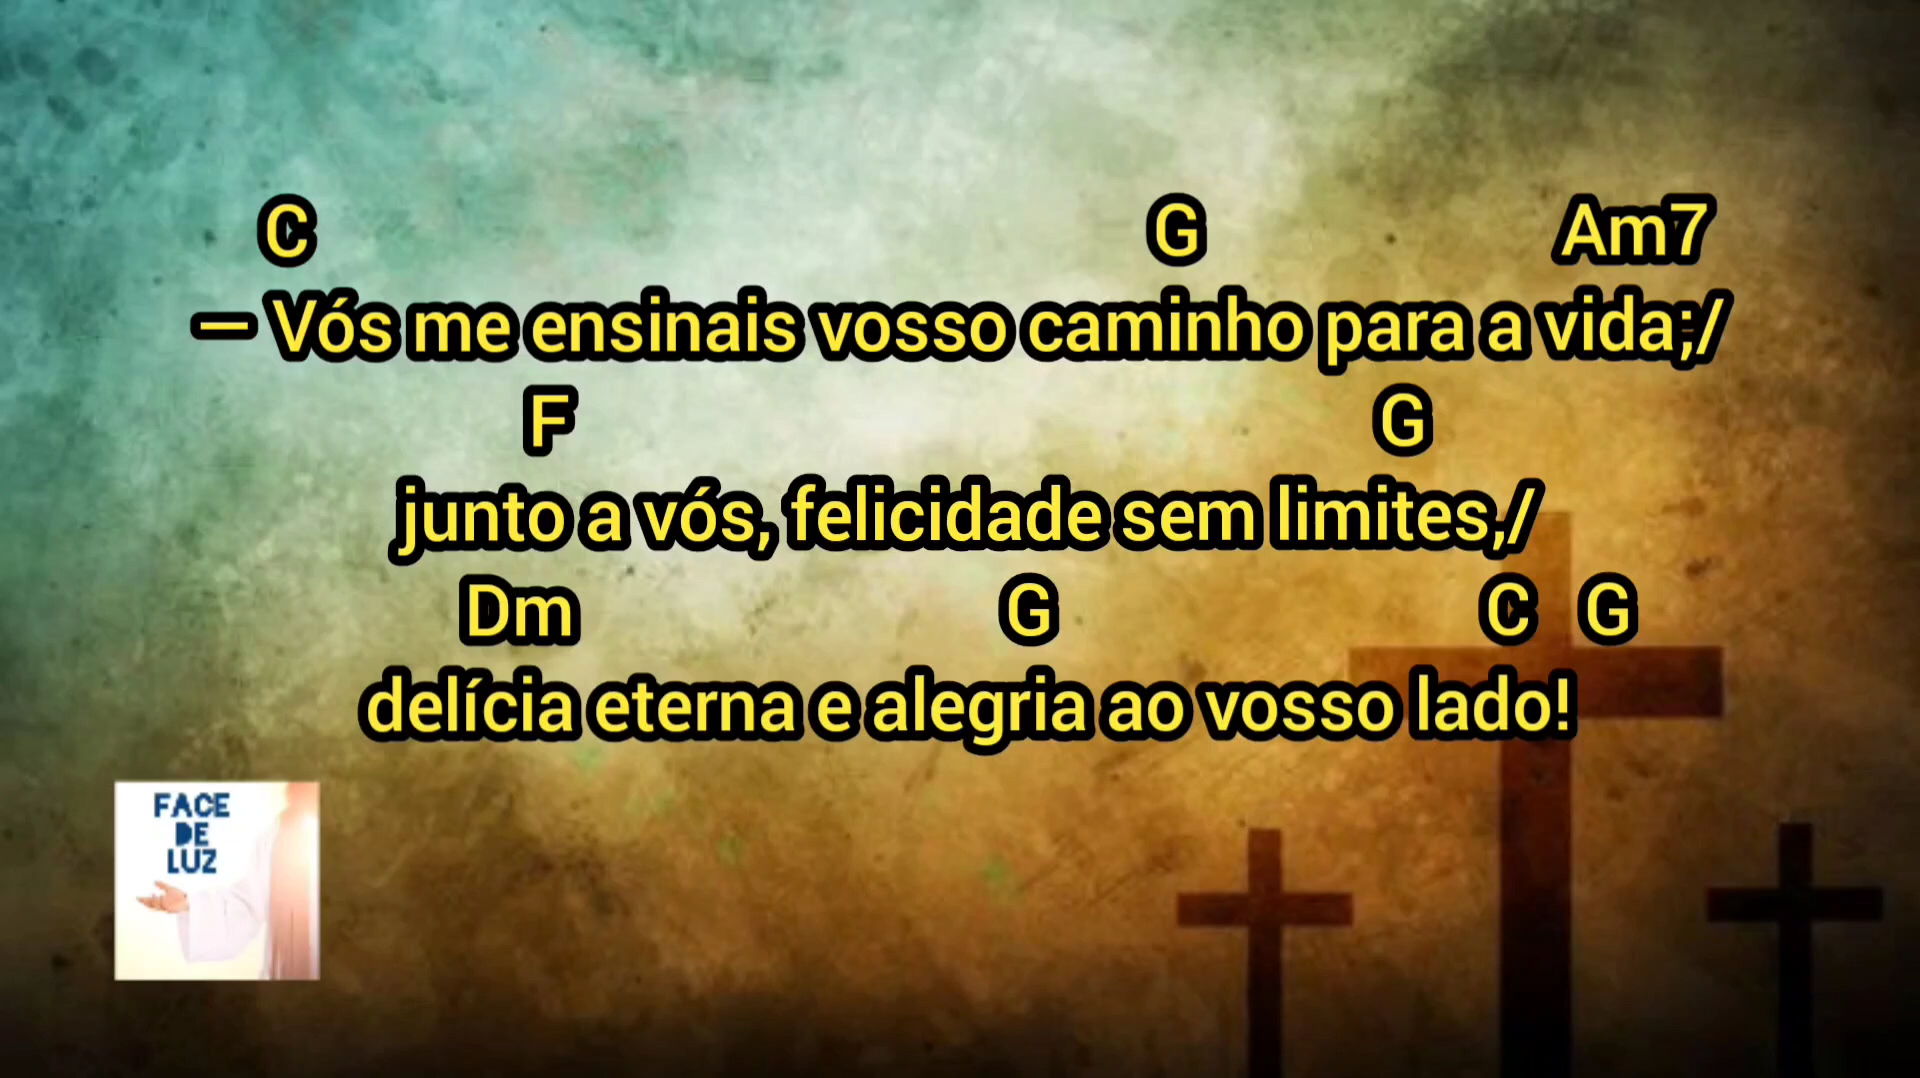 C G Am7
— Vós me ensinais vosso caminho para a vida;/
F G
junto a vós, felicidade sem limites,/
Dm G C G
delícia eterna e alegria ao vosso lado!
FACE
DE
LUZ